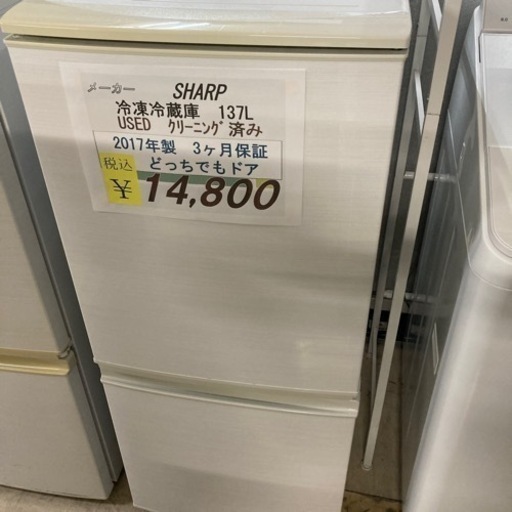 メーカー SHARP
冷凍冷蔵庫 137L
USED クリーニング済み
2017年製 3ヶ月保証
税込 どっちでもドア
¥14,800